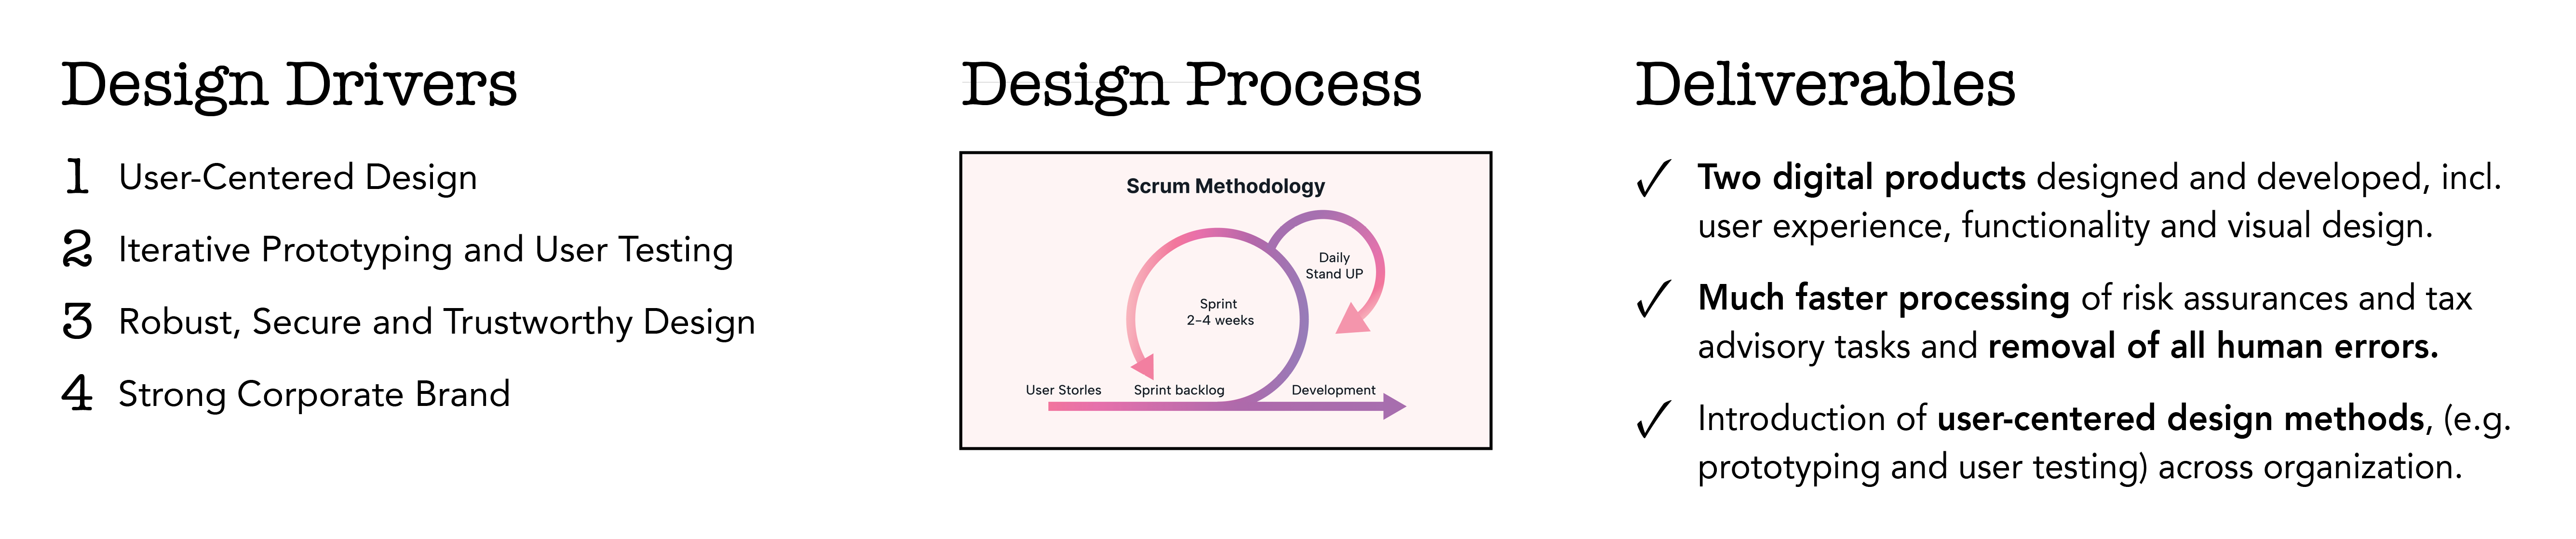 Design Drivers
1 User-Centered Design
2 Iterative Prototyping and User Testing
3 Robust, Secure and Trustworthy Design
4 Strong Corporate Brand
Design Process
Scrum Methodology
Daily
Stand UP
Sprint
2-4 weeks
User Storles
Sprint backlog
Development
Deliverables
✓ Two digital products designed and developed, incl.
user experience, functionality and visual design.
✓ Much faster processing of risk assurances and tax
advisory tasks and removal of all human errors.
✓ Introduction of user-centered design methods, (e.g.
prototyping and user testing) across organization.